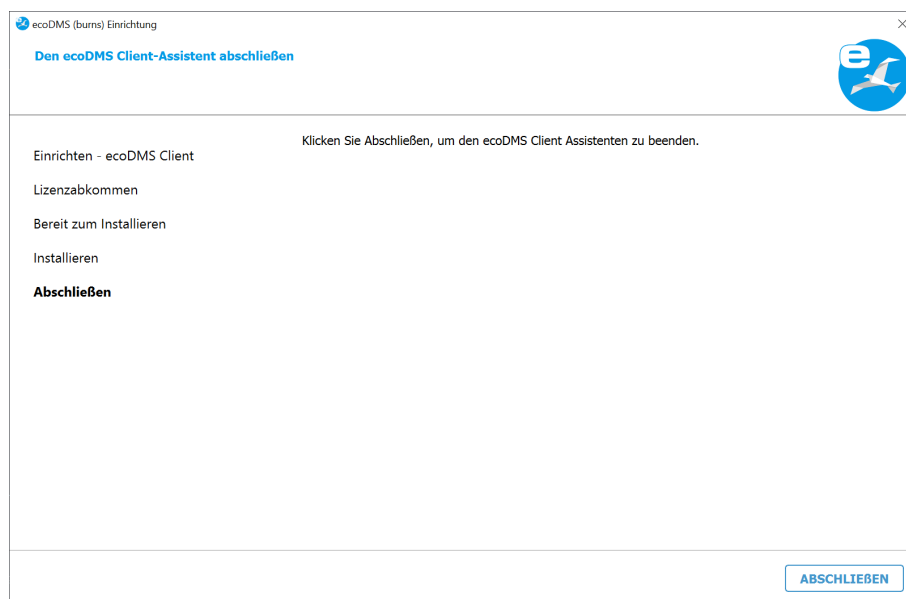 ecoDMS (burns) Einrichtung
Den ecoDMS Client-Assistent abschließen
e
Klicken Sie Abschließen, um den ecoDMS Client Assistenten zu beenden.
Einrichten - ecoDMS Client
Lizenzabkommen
Bereit zum Installieren
Installieren
Abschließen
ABSCHLIEßEN